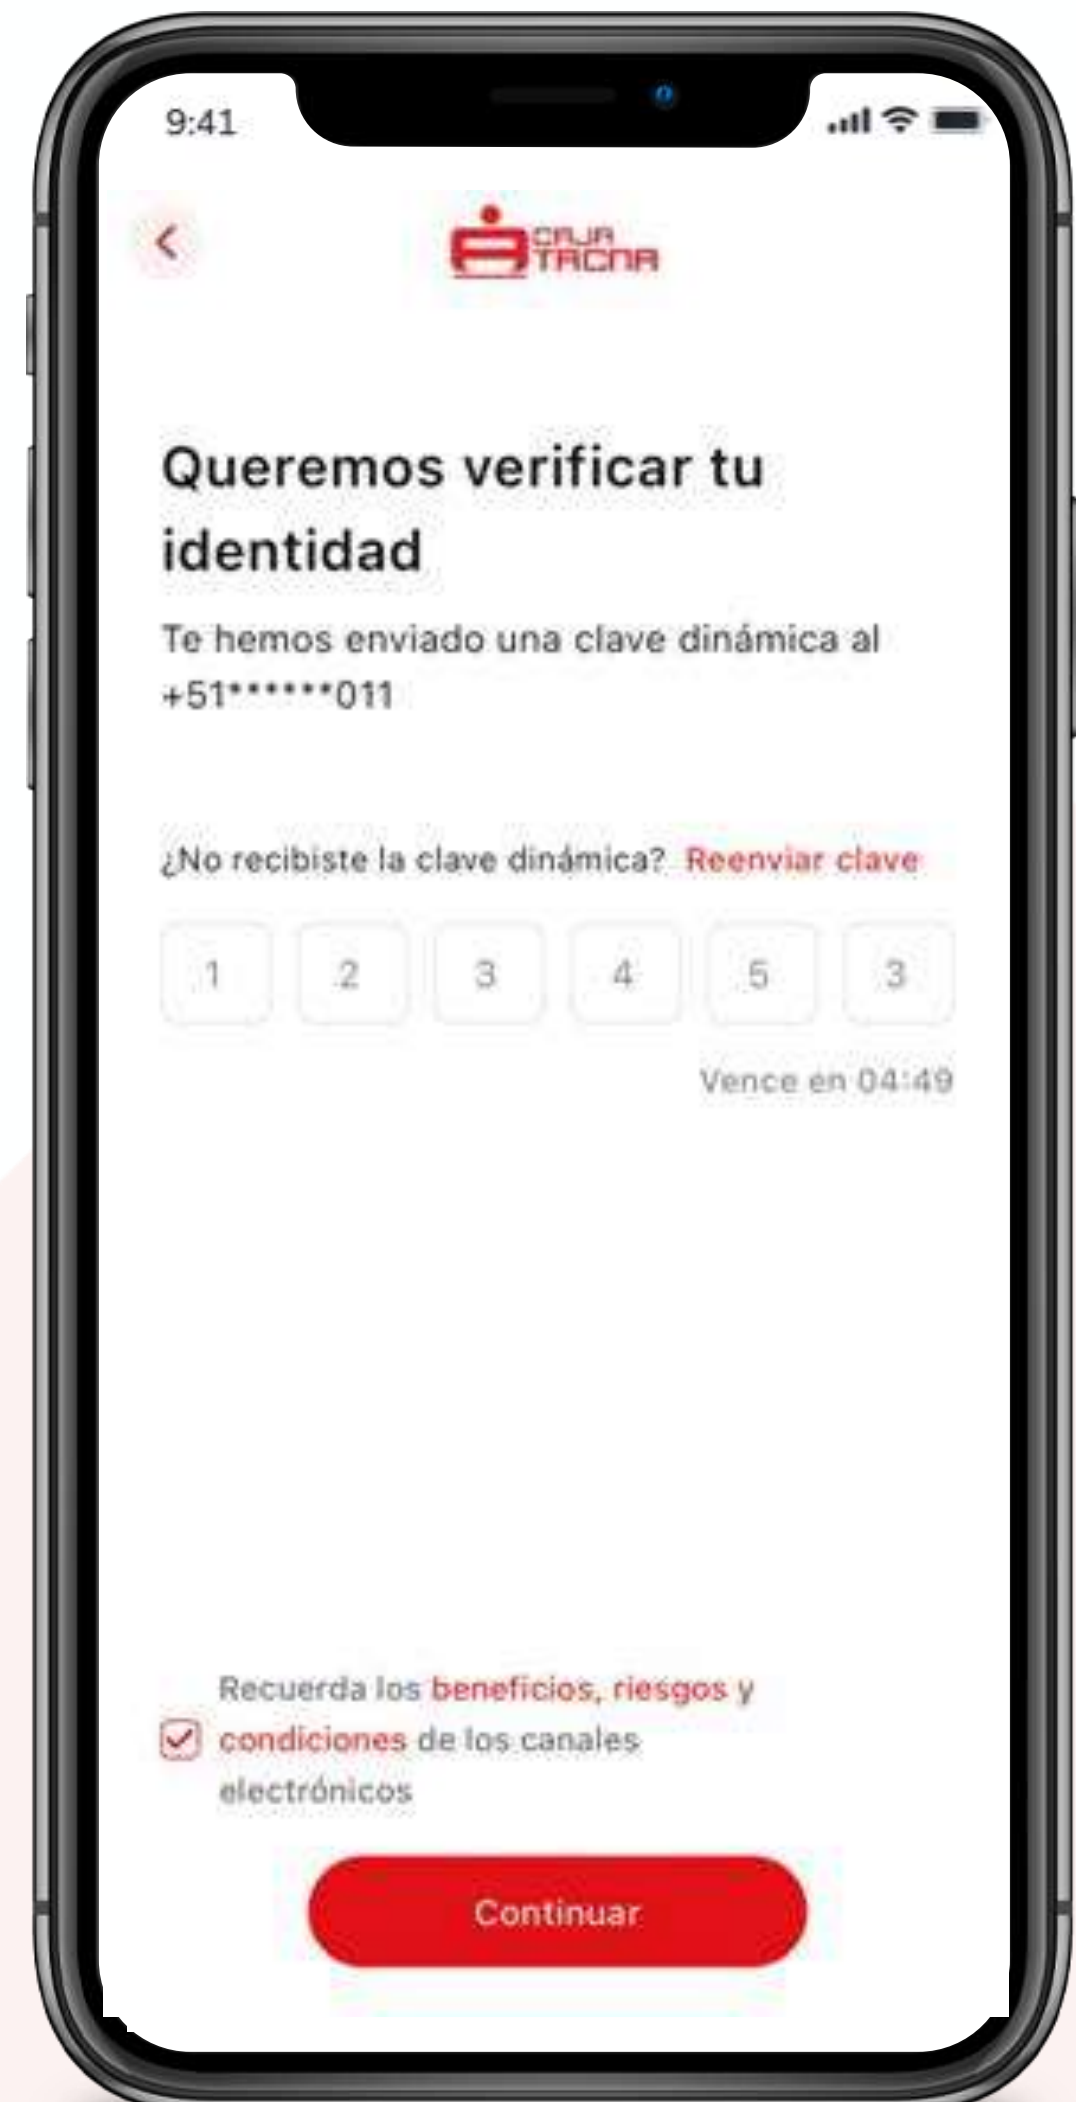 9:41
CAJA
TACNA
Queremos verificar tu
identidad
Te hemos enviado una clave dinámica al
+51******011
¿No recibiste la clave dinámica? Reenviar clave
1 2 3 4 5 3
Vence en 04:49
Recuerda los beneficios, riesgos y
condiciones de los canales
electrónicos
Continuar